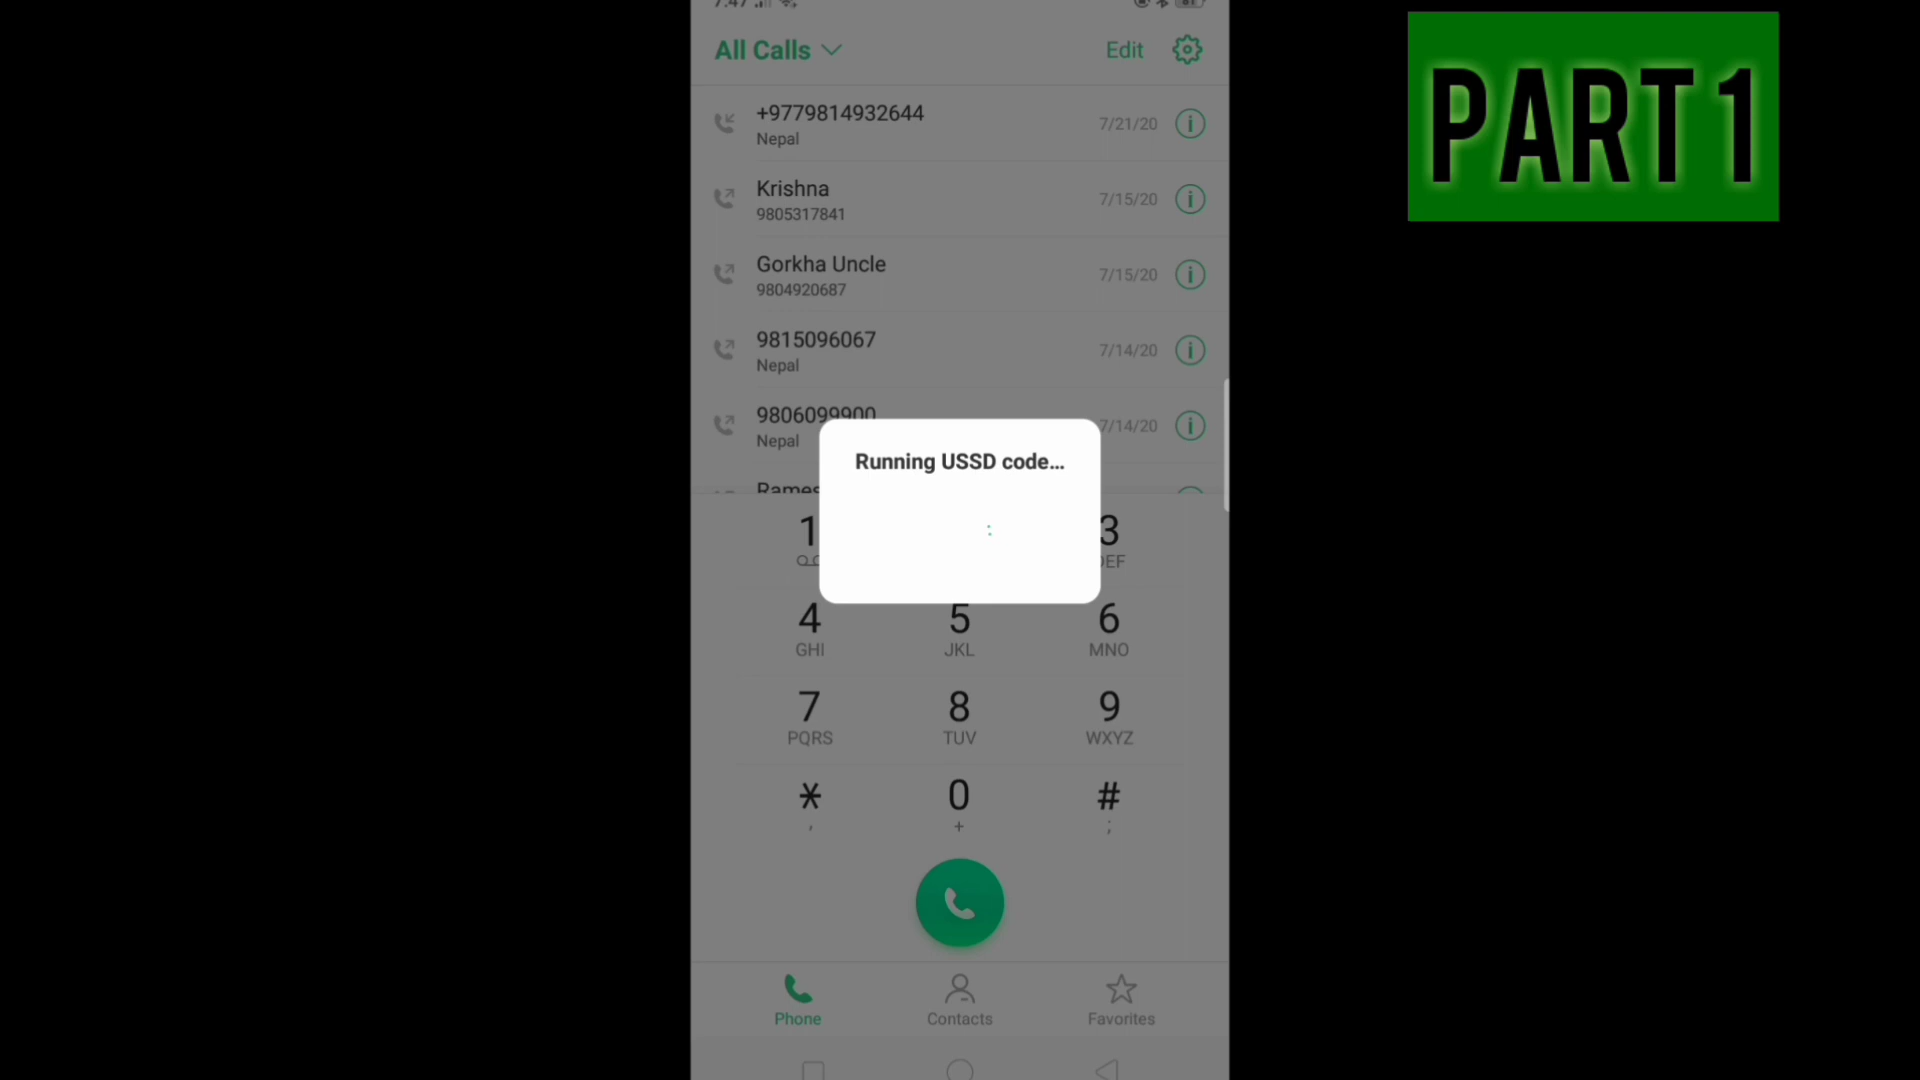 7:47
All Calls
Edit
PART 1
+9779814932644
Nepal
7/21/20
Krishna
9805317841
7/15/20
Gorkha Uncle
9804920687
7/15/20
9815096067
Nepal
7/14/20
9806099900
Nepal
7/14/20
Running USSD code...
1
3
4
GHI
5
JKL
6
MNO
7
PQRS
8
TUV
9
WXYZ
*
,
0
+
#
;
Phone
Contacts
Favorites